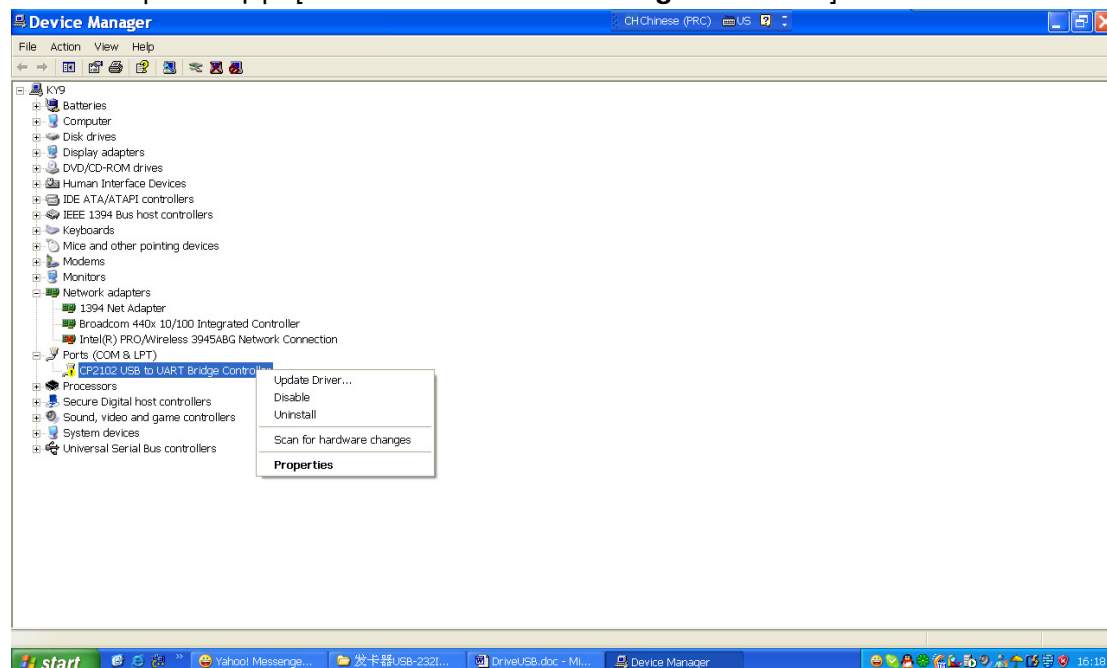 Device Manager
CH Chinese (PRC) US
File Action View Help
KY9
Batteries
Computer
Disk drives
Display adapters
DVD/CD-ROM drives
Human Interface Devices
IDE ATA/ATAPI controllers
IEEE 1394 Bus host controllers
Keyboards
Mice and other pointing devices
Modems
Monitors
Network adapters
1394 Net Adapter
Broadcom 440x 10/100 Integrated Controller
Intel(R) PRO/Wireless 3945ABG Network Connection
Ports (COM & LPT)
CP2102 USB to UART Bridge Controller
Processors
Secure Digital host controllers
Sound, video and game controllers
System devices
Universal Serial Bus controllers
Update Driver...
Disable
Uninstall
Scan for hardware changes
Properties
start
Yahoo! Messenge...
发卡器USB-232I...
DriveUSB.doc - Mi...
Device Manager
16:18